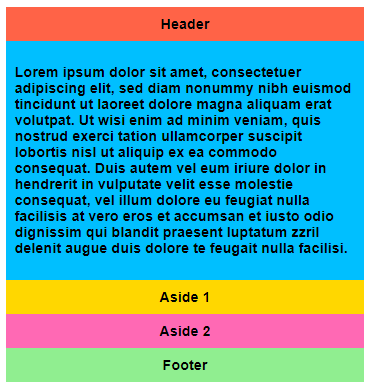 Header
Lorem ipsum dolor sit amet, consectetuer
adipiscing elit, sed diam nonummy nibh euismod
tincidunt ut laoreet dolore magna aliquam erat
volutpat. Ut wisi enim ad minim veniam, quis
nostrud exerci tation ullamcorper suscipit
lobortis nisl ut aliquip ex ea commodo
consequat. Duis autem vel eum iriure dolor in
hendrerit in vulputate velit esse molestie
consequat, vel illum dolore eu feugiat nulla
facilisis at vero eros et accumsan et iusto odio
dignissim qui blandit praesent luptatum zzril
delenit augue duis dolore te feugait nulla facilisi.
Aside 1
Aside 2
Footer